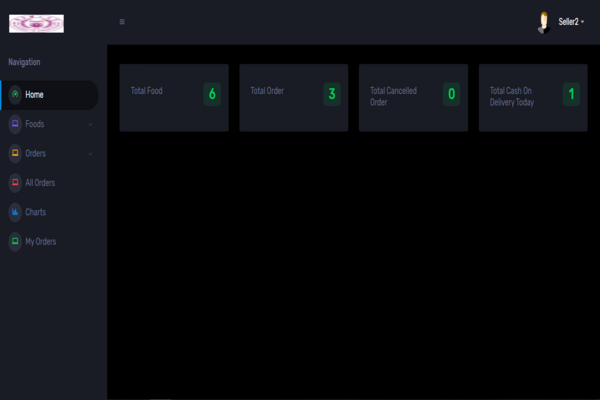 Seller2
Navigation
Home
Foods
Orders
All Orders
Charts
My Orders
Total Food
6
Total Order
3
Total Cancelled
Order
0
Total Cash On
Delivery Today
1